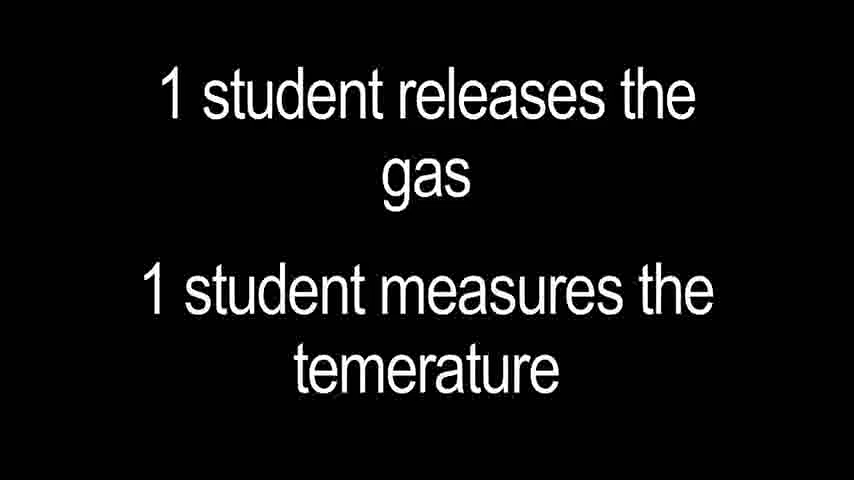 1 student releases the
gas
1 student measures the
temerature